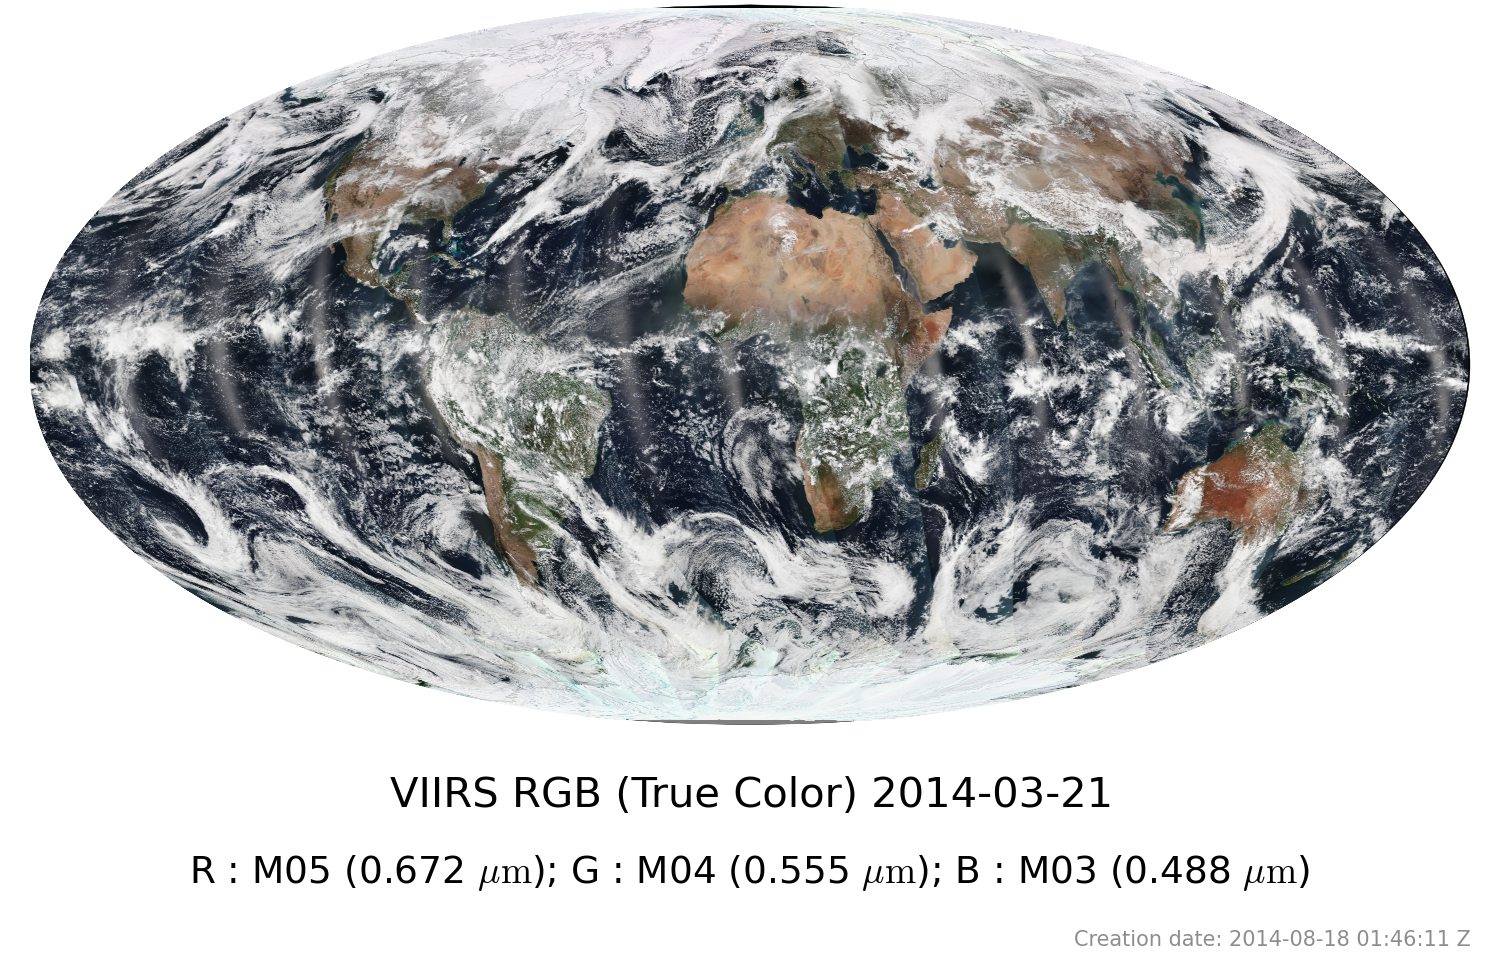 VIIRS RGB (True Color) 2014-03-21
R : M05 (0.672 μm); G : M04 (0.555 μm); B : M03 (0.488 μm)
Creation date: 2014-08-18 01:46:11 Z